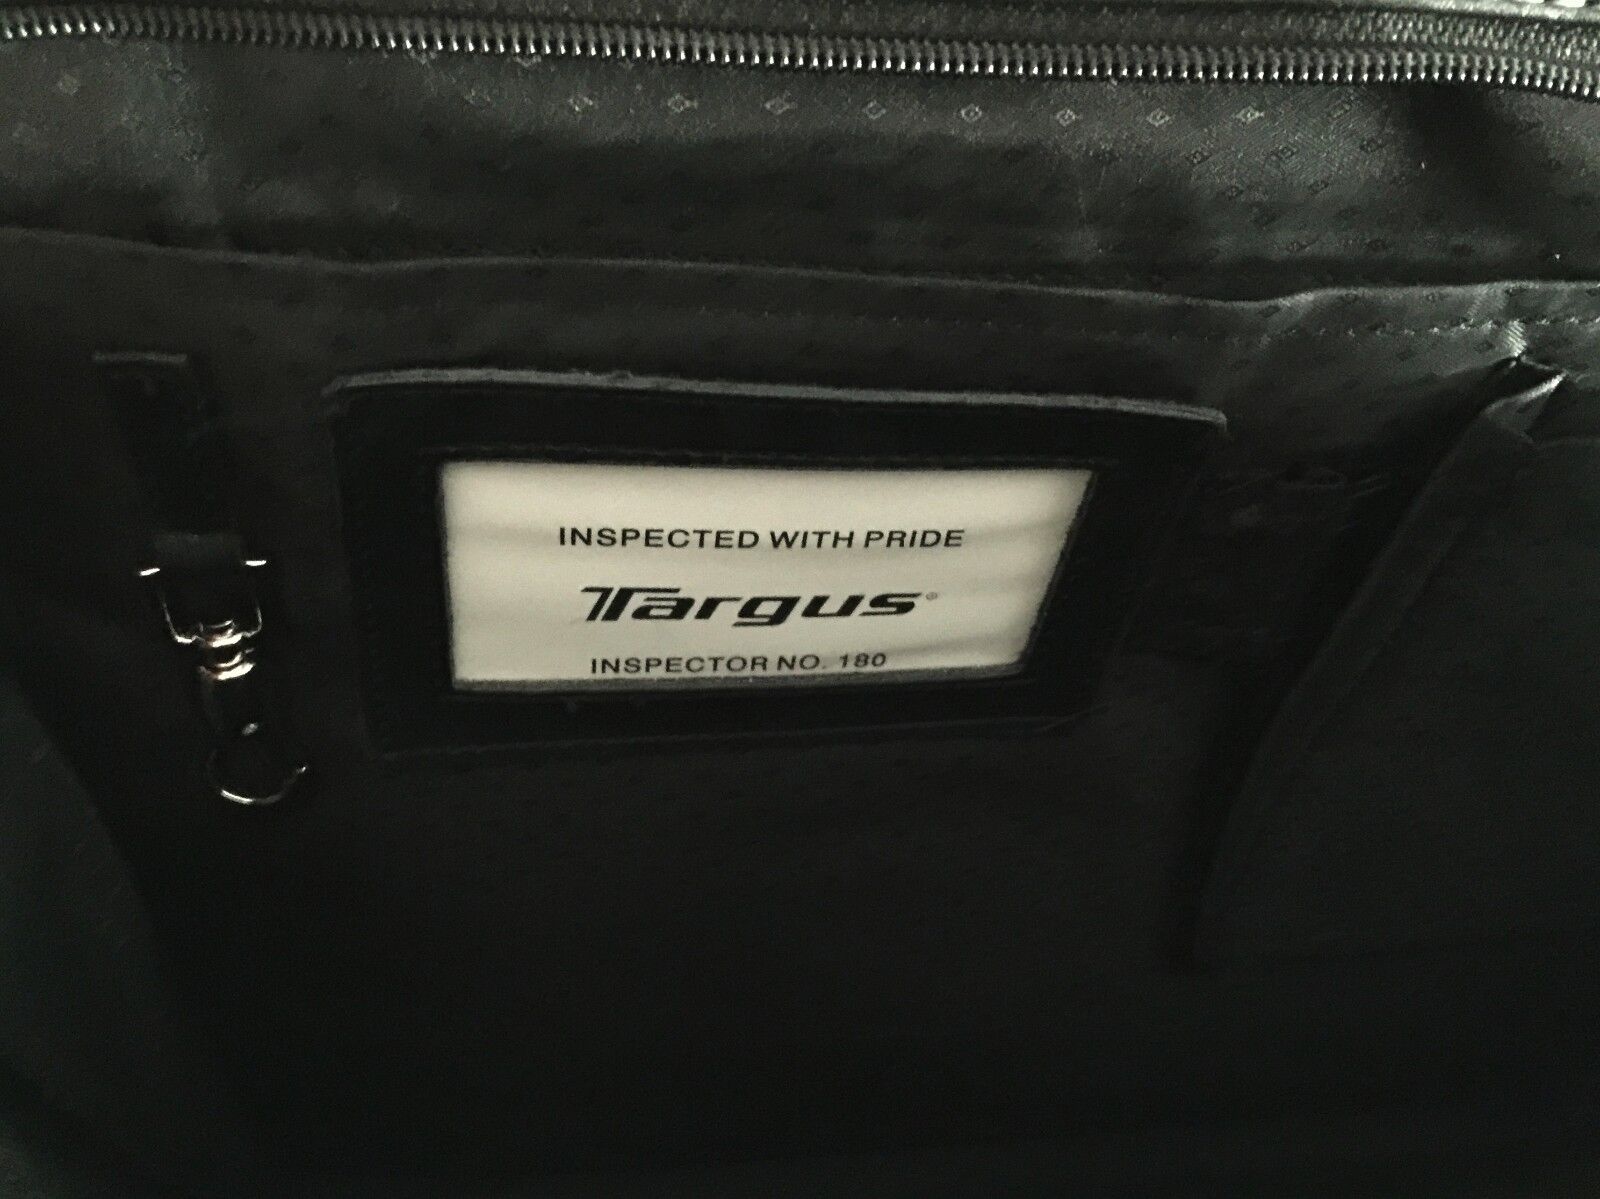 INSPECTED WITH PRIDE
Targus®
INSPECTOR NO. 180